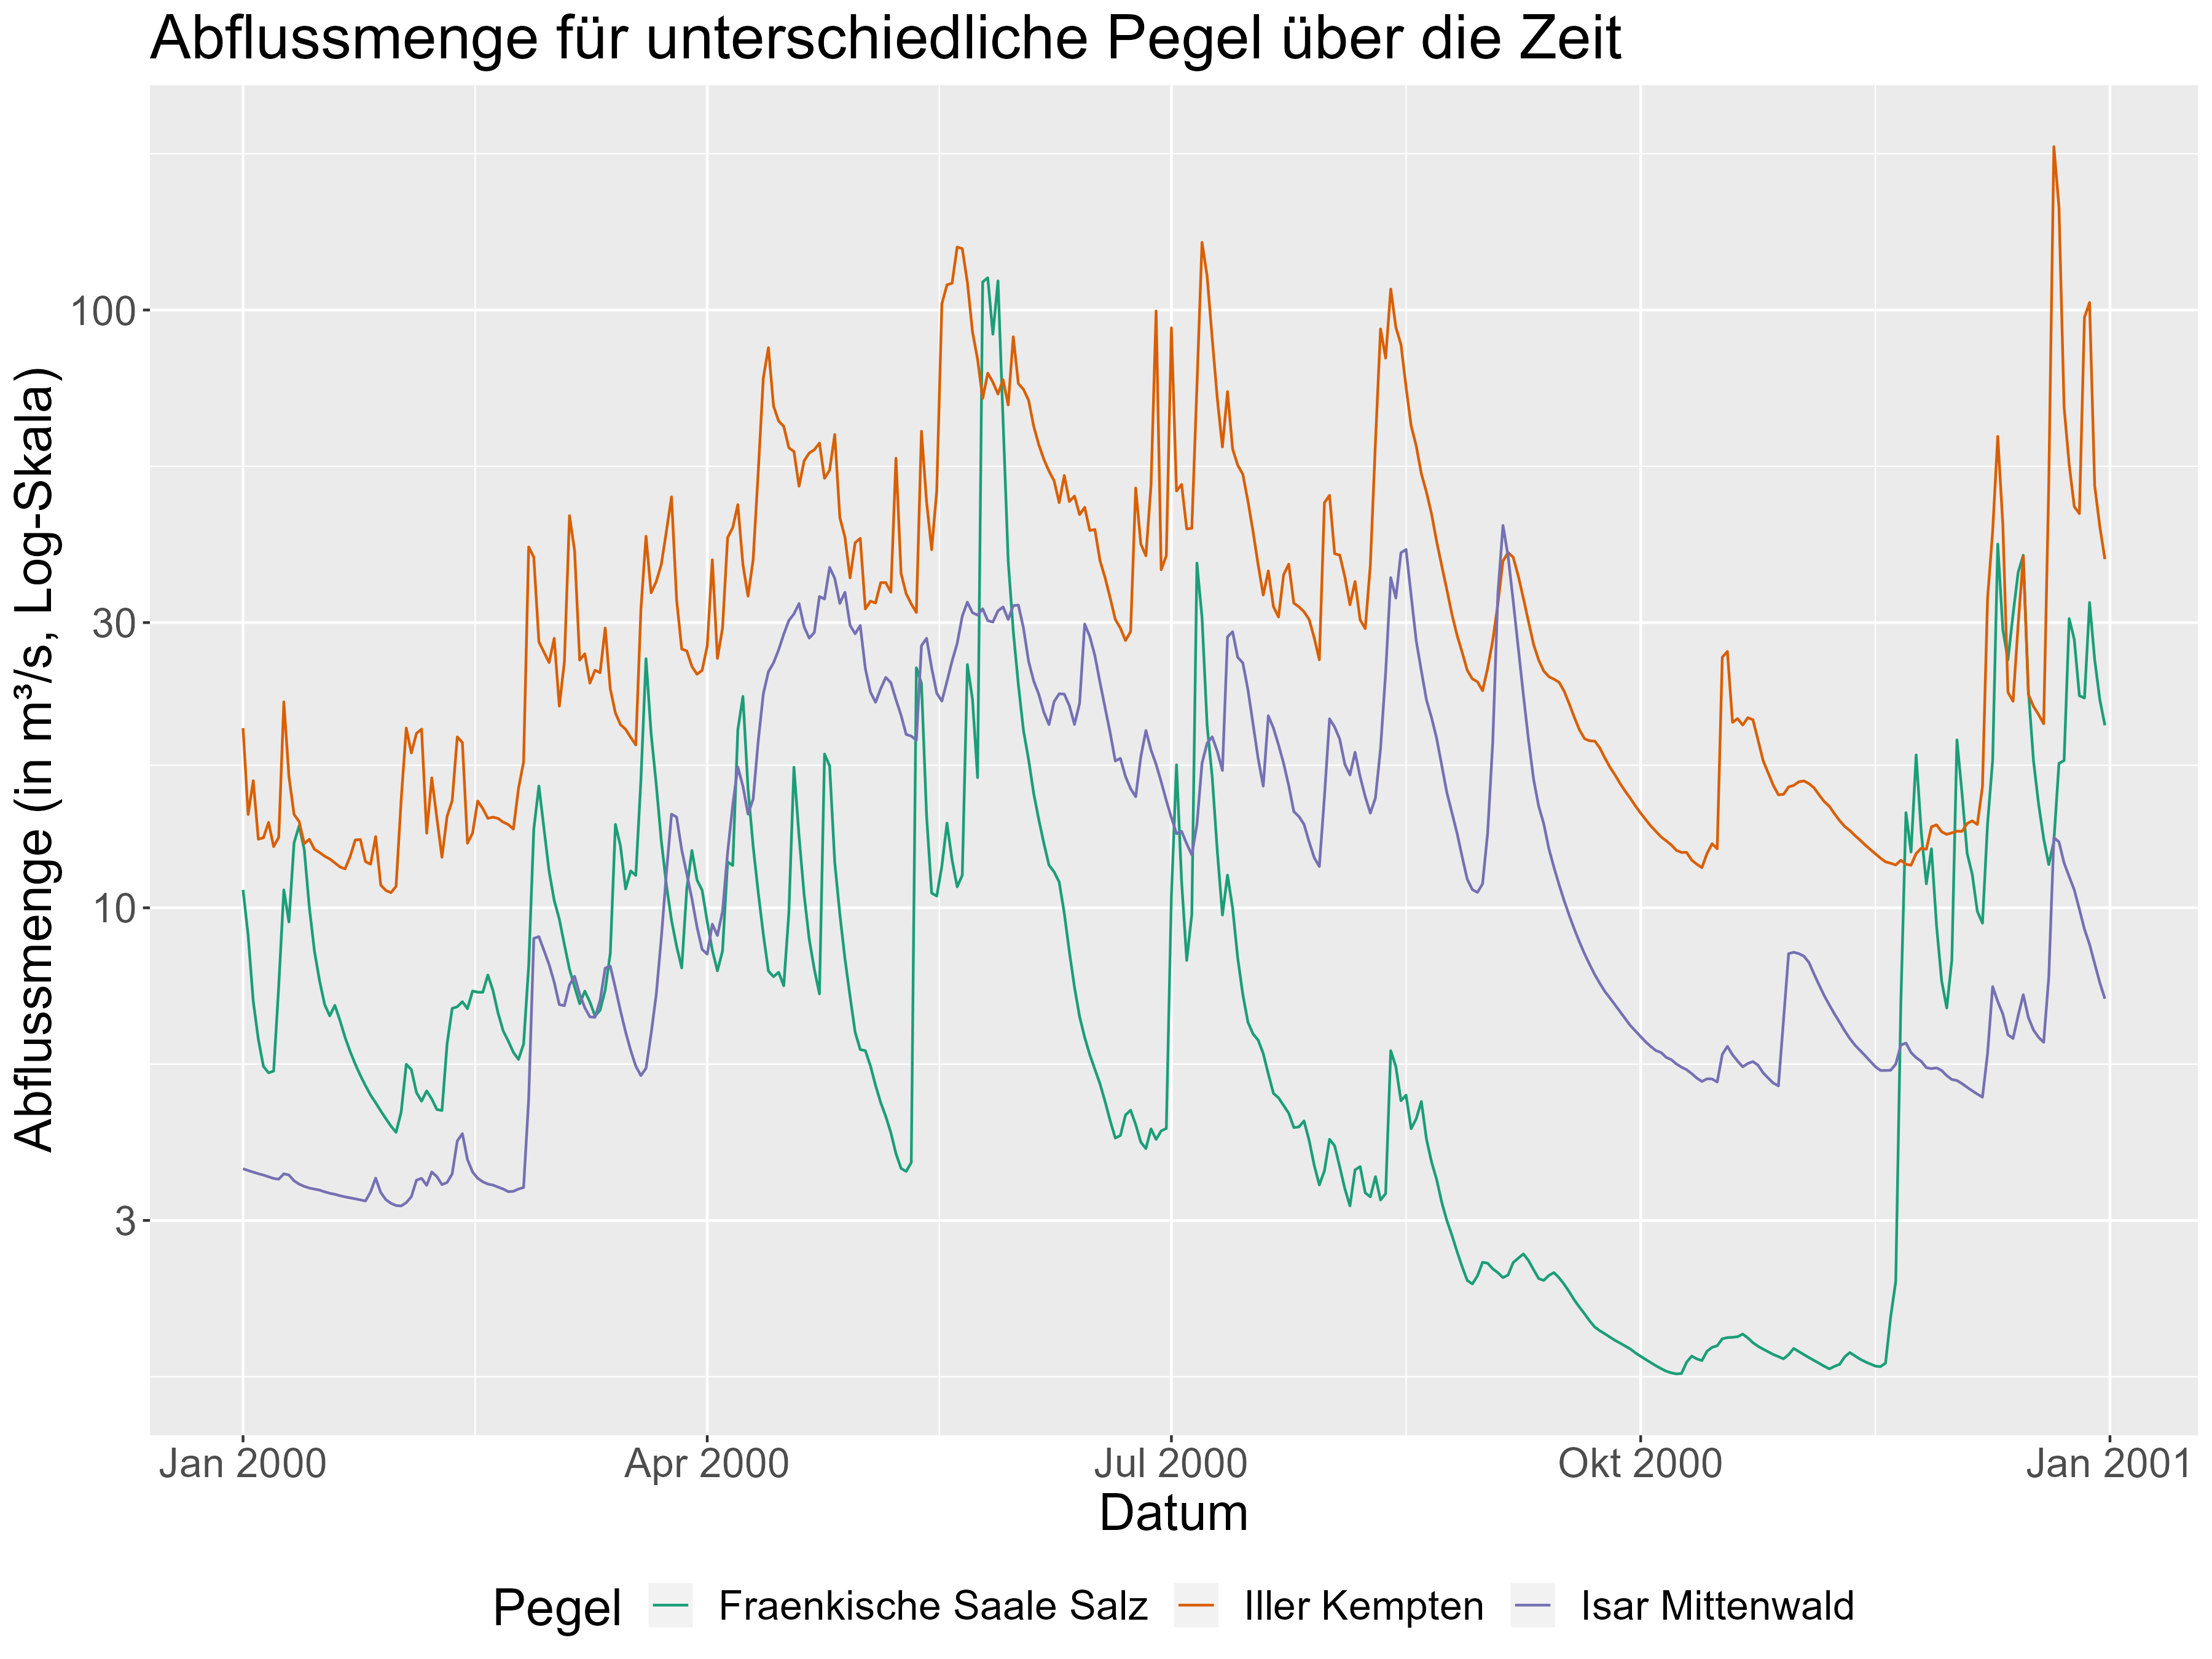 Abflussmenge für unterschiedliche Pegel über die Zeit
Abflussmenge (in m³/s, Log-Skala)
100
30
10
3
Jan 2000 Apr 2000 Jul 2000 Okt 2000 Jan 2001
Datum
Pegel Fraenkische Saale Salz Iller Kempten Isar Mittenwald